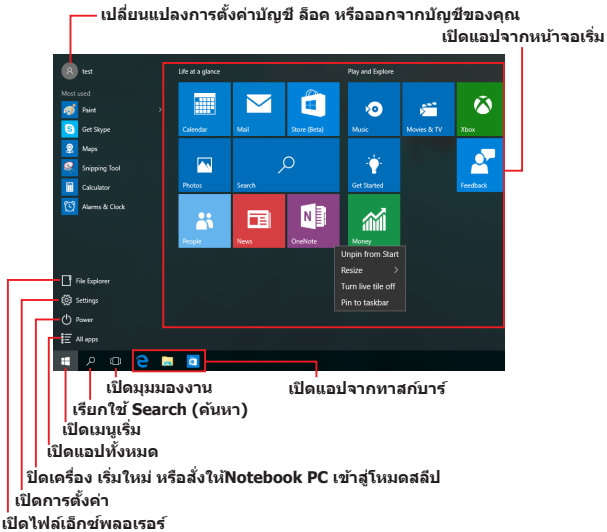 เปลี่ยนแปลงการตั้งค่าบัญชี ล็อค หรือออกจากบัญชีของคุณ
เปิดแอปจากหน้าจอเริ่ม
test
Life at a glance
Play and Explore
Most used
Paint
Get Skype
Maps
Snipping Tool
Calculator
Alarms & Clock
Calendar
Mail
Store (Beta)
Music
Movies & TV
Xbox
Photos
Search
Get Started
Feedback
People
News
OneNote
Money
Unpin from Start
Resize
Turn live tile off
Pin to taskbar
File Explorer
Settings
Power
All apps
เปิดมุมมองงาน
เปิดแอปจากทาสก์บาร์
เรียกใช้ Search (ค้นหา)
เปิดเมนูเริ่ม
เปิดแอปทั้งหมด
ปิดเครื่อง เริ่มใหม่ หรือสั่งให้Notebook PC เข้าสู่โหมดสลีป
เปิดการตั้งค่า
เปิดไฟล์เอ็กซ์พลอเรอร์